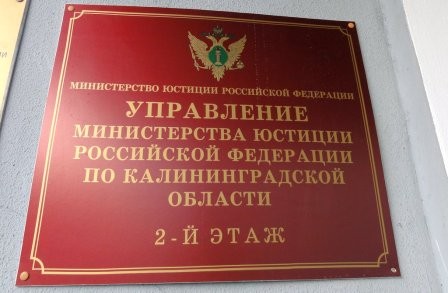 МИНИСТЕРСТВО ЮСТИЦИИ РОССИЙСКОЙ ФЕДЕРАЦИИ
УПРАВЛЕНИЕ
МИНИСТЕРСТВА ЮСТИЦИИ
РОССИЙСКОЙ ФЕДЕРАЦИИ
ПО КАЛИНИНГРАДСКОЙ
ОБЛАСТИ
2-Й ЭТАЖ